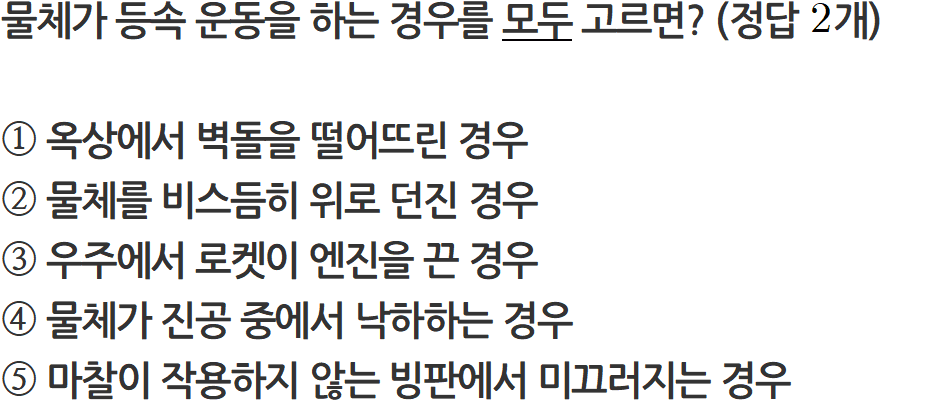 물체가 등속 운동을 하는 경우를 모두 고르면? (정답 2개)
① 옥상에서 벽돌을 떨어뜨린 경우
② 물체를 비스듬히 위로 던진 경우
③ 우주에서 로켓이 엔진을 끈 경우
④ 물체가 진공 중에서 낙하하는 경우
⑤ 마찰이 작용하지 않는 빙판에서 미끄러지는 경우